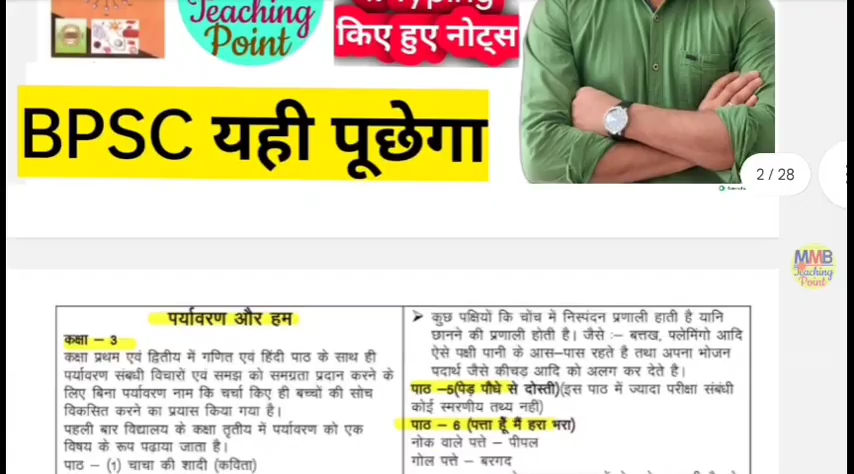 Teaching
Point
Typing
किए हुए नोट्स
BPSC यही पूछेगा
2 / 28
MMB
Teaching
Point
पर्यावरण और हम
कक्षा – 3
कक्षा प्रथम एवं द्वितीय में गणित एवं हिंदी पाठ के साथ ही
पर्यावरण संबंधी विचारों एवं समझ को समग्रता प्रदान करने के
लिए बिना पर्यावरण नाम कि चर्चा किए ही बच्चों की सोच
विकसित करने का प्रयास किया गया है।
पहली बार विद्यालय के कक्षा तृतीय में पर्यावरण को एक
विषय के रूप पढ़ाया जाता है।
पाठ – (1) चाचा की शादी (कविता)
➤ कुछ पक्षियों कि चोंच में निस्पंदन प्रणाली हाती है यानि
छानने की प्रणाली होती है। जैसे :– बत्तख, फ्लेमिंगो आदि
ऐसे पक्षी पानी के आस–पास रहते है तथा अपना भोजन
पदार्थ जैसे कीचड़ आदि को अलग कर देते है।
पाठ –5(पेड़ पौधे से दोस्ती)(इस पाठ में ज्यादा परीक्षा संबंधी
कोई स्मरणीय तथ्य नहीं)
पाठ – 6 (पत्ता हूँ मैं हरा भरा)
नोक वाले पत्ते – पीपल
गोल पत्ते – बरगद